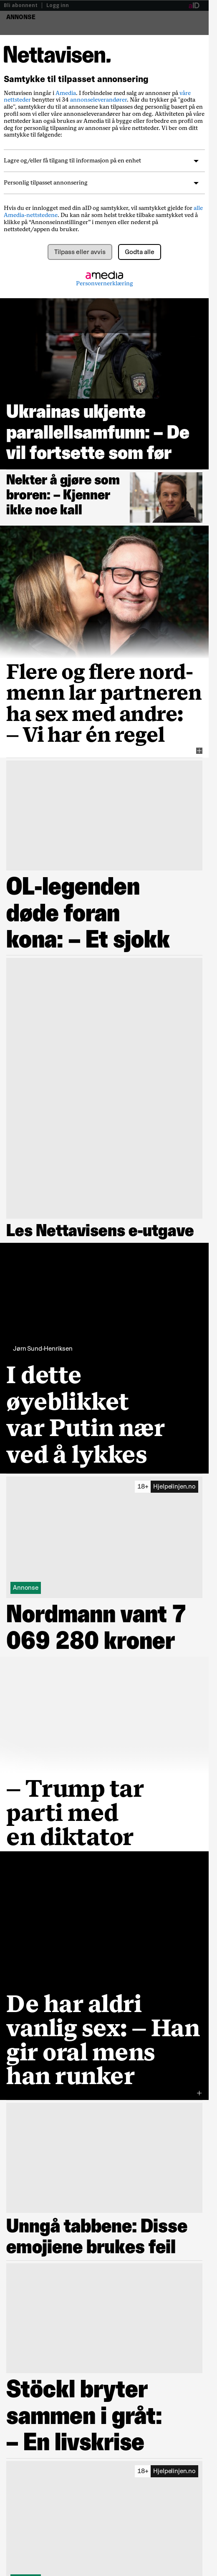 Bli abonnent | Logg inn aID
ANNONSE
Nettavisen.
Samtykke til tilpasset annonsering
Nettavisen inngår i Amedia. I forbindelse med salg av annonser på våre
nettsteder benytter vi 34 annonseleverandører. Når du trykker på "godta
alle", samtykker du til at annonsene kan tilpasses deg personlig basert på en
profil som vi eller våre annonseleverandører har om deg. Aktiviteten på våre
nettsteder kan også brukes av Amedia til å bygge eller forbedre en profil om
deg for personlig tilpasning av annonser på våre nettsteder. Vi ber om ditt
samtykke til følgende:
Lagre og/eller få tilgang til informasjon på en enhet
Personlig tilpasset annonsering
Hvis du er innlogget med din aID og samtykker, vil samtykket gjelde for alle
Amedia-nettstedene. Du kan når som helst trekke tilbake samtykket ved å
klikke på "Annonseinnstillinger" i menyen eller nederst på
nettstedet/appen du bruker.
Tilpass eller avvis
Godta alle
amedia
Personvernerklæring
Ukrainas ukjente
parallellsamfunn: – De
vil fortsette som før
Nekter å gjøre som
broren: – Kjenner
ikke noe kall
Flere og flere nord-
menn lar partneren
ha sex med andre:
– Vi har én regel
OL-legenden
døde foran
kona: – Et sjokk
Les Nettavisens e-utgave
Jørn Sund-Henriksen
I dette
øyeblikket
var Putin nær
ved å lykkes
18+ Hjelpelinjen.no
Annonse
Nordmann vant 7
069 280 kroner
– Trump tar
parti med
en diktator
De har aldri
vanlig sex: – Han
gir oral mens
han runker
Unngå tabbene: Disse
emojiene brukes feil
Stöckl bryter
sammen i gråt:
– En livskrise
18+ Hjelpelinjen.no